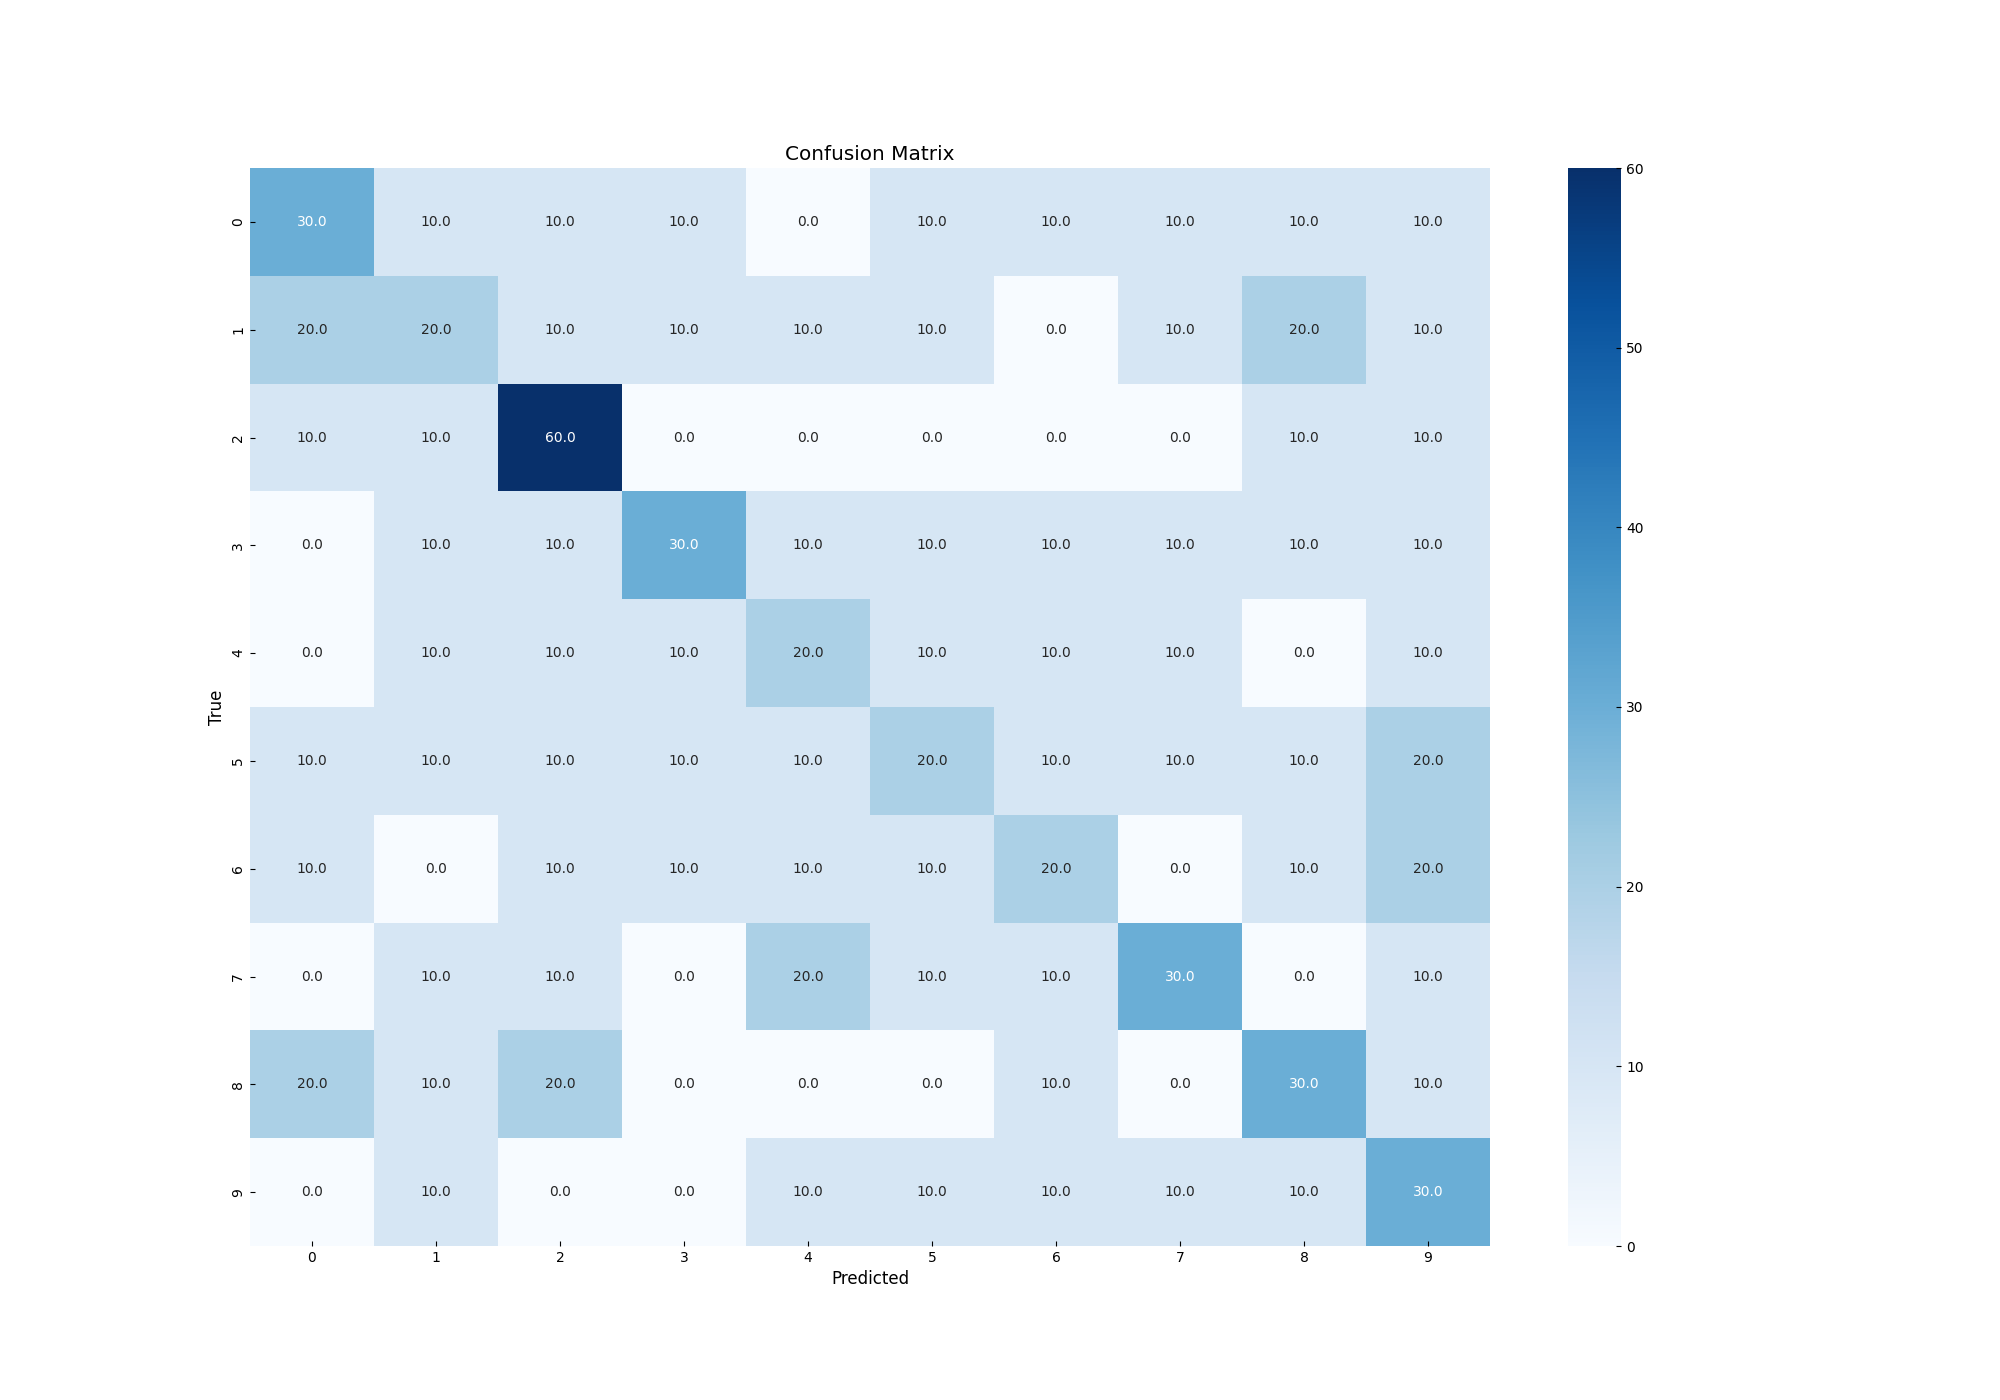 Confusion Matrix
0 30.0 10.0 10.0 10.0 0.0 10.0 10.0 10.0 10.0 10.0
1 20.0 20.0 10.0 10.0 10.0 10.0 0.0 10.0 20.0 10.0
2 10.0 10.0 60.0 0.0 0.0 0.0 0.0 0.0 10.0 10.0
3 0.0 10.0 10.0 30.0 10.0 10.0 10.0 10.0 10.0 10.0
4 0.0 10.0 10.0 10.0 20.0 10.0 10.0 10.0 0.0 10.0
True
5 10.0 10.0 10.0 10.0 10.0 20.0 10.0 10.0 10.0 20.0
6 10.0 0.0 10.0 10.0 10.0 10.0 20.0 0.0 10.0 20.0
7 0.0 10.0 10.0 0.0 20.0 10.0 10.0 30.0 0.0 10.0
8 20.0 10.0 20.0 0.0 0.0 0.0 10.0 0.0 30.0 10.0
9 0.0 10.0 0.0 0.0 10.0 10.0 10.0 10.0 10.0 30.0
0 1 2 3 4 5 6 7 8 9
Predicted
60
50
40
30
20
10
0